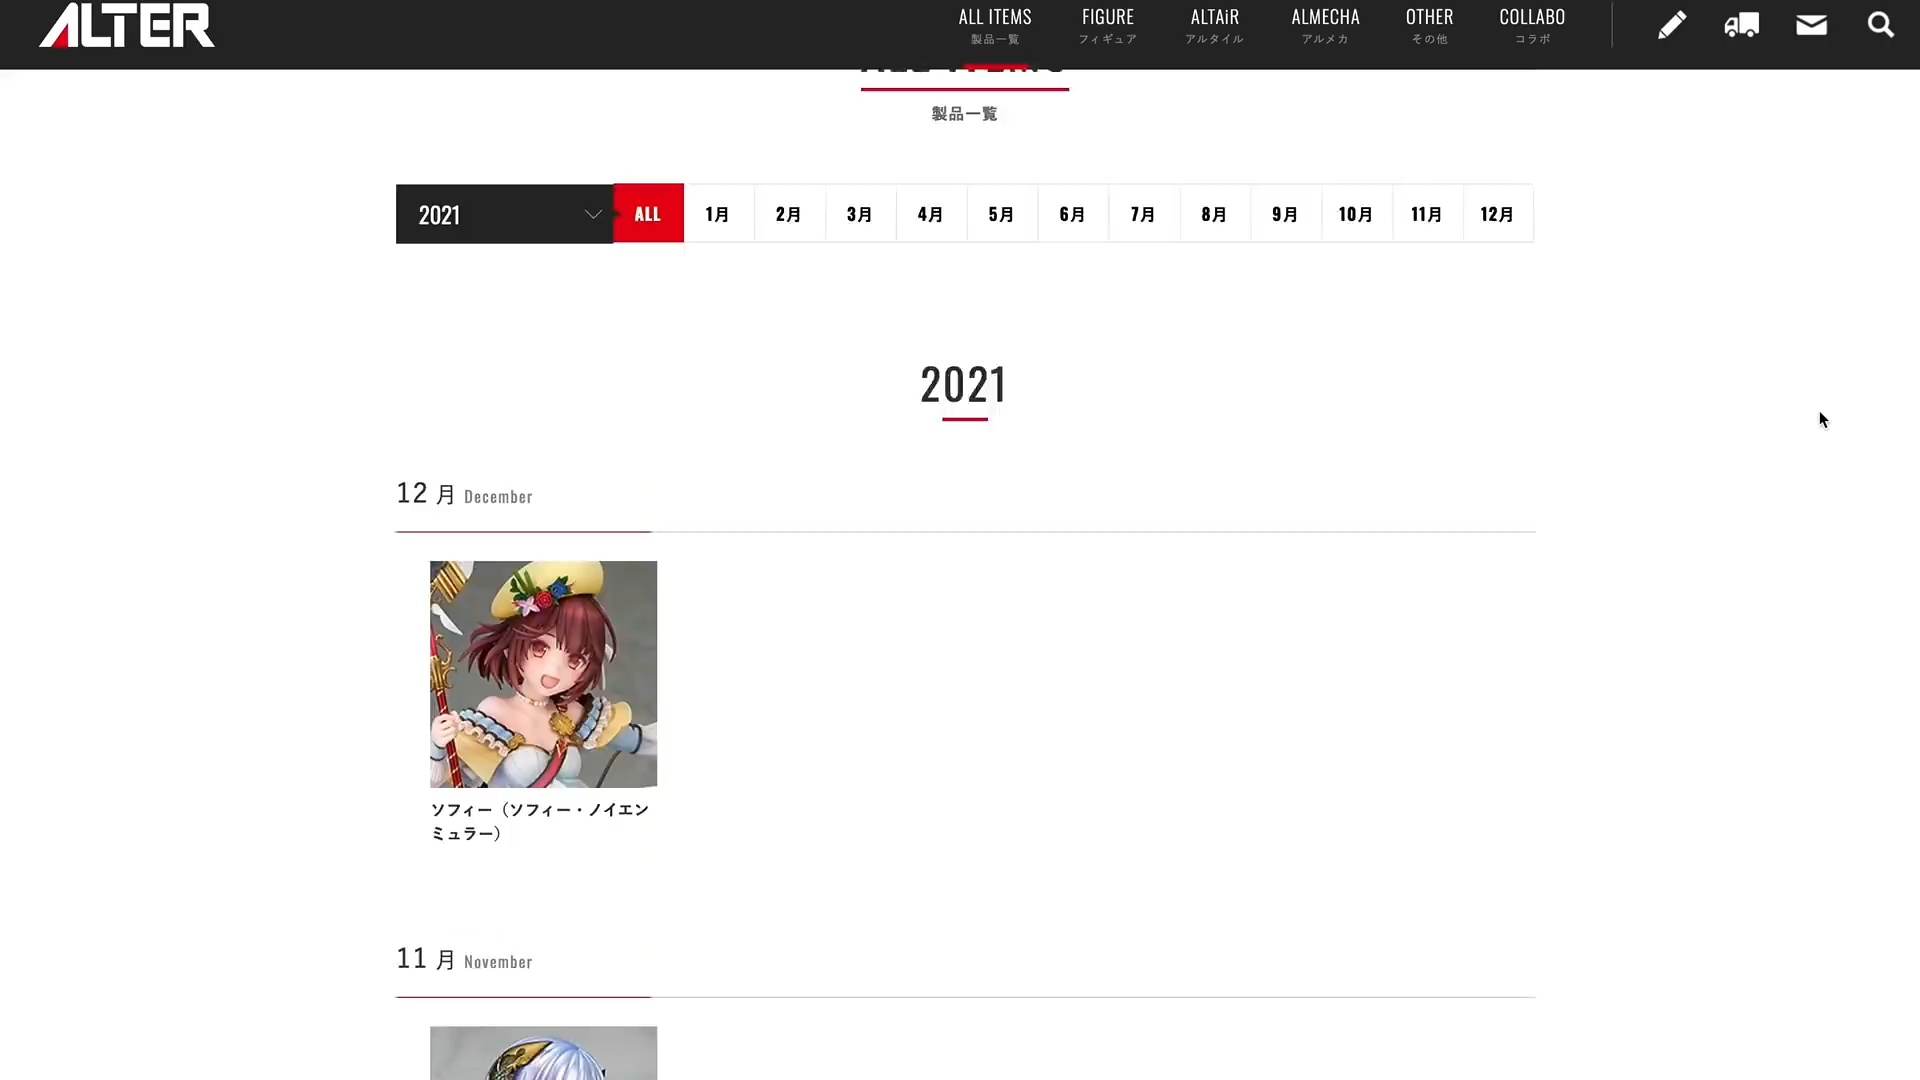 ALTER
ALL ITEMS
製品一覧
FIGURE
フィギュア
ALTAiR
アルタイル
ALMECHA
アルメカ
OTHER
その他
COLLABO
コラボ
製品一覧
2021
ALL
1月
2月
3月
4月
5月
6月
7月
8月
9月
10月
11月
12月
2021
12 月 December
ソフィー（ソフィー・ノイエン
ミュラー）
11 月 November